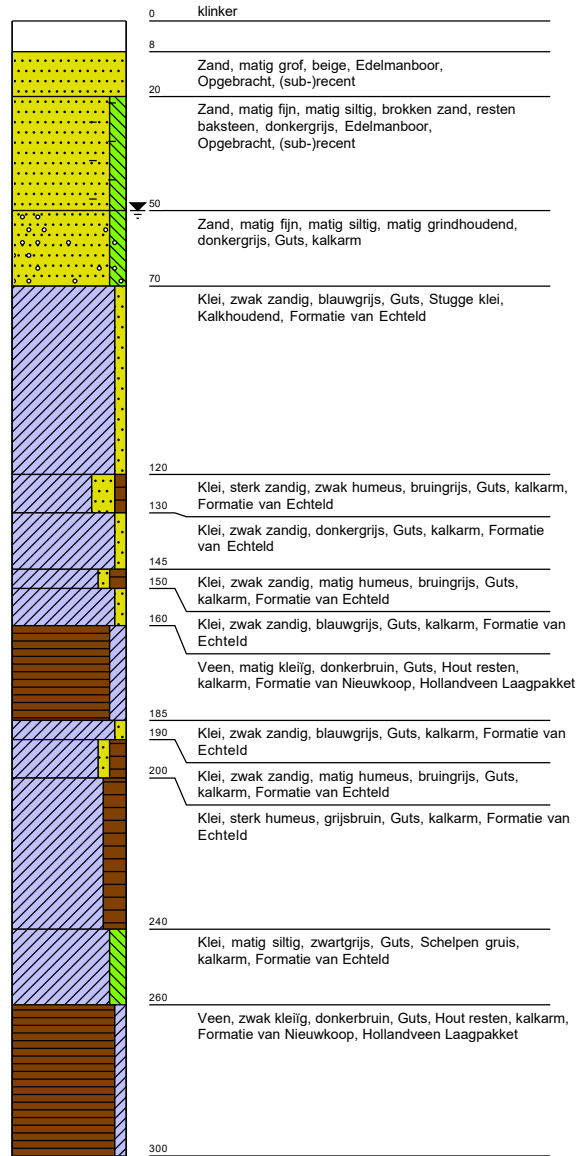 0
klinker
8
Zand, matig grof, beige, Edelmanboor,
Opgebracht, (sub-)recent
20
Zand, matig fijn, matig siltig, brokken zand, resten
baksteen, donkergrijs, Edelmanboor,
Opgebracht, (sub-)recent
50
Zand, matig fijn, matig siltig, matig grindhoudend,
donkergrijs, Guts, kalkarm
70
Klei, zwak zandig, blauwgrijs, Guts, Stugge klei,
Kalkhoudend, Formatie van Echteld
120
Klei, sterk zandig, zwak humeus, bruingrijs, Guts, kalkarm,
Formatie van Echteld
130
Klei, zwak zandig, donkergrijs, Guts, kalkarm, Formatie
van Echteld
145
Klei, zwak zandig, matig humeus, bruingrijs, Guts,
kalkarm, Formatie van Echteld
150
Klei, zwak zandig, blauwgrijs, Guts, kalkarm, Formatie van
Echteld
160
Veen, matig kleiïg, donkerbruin, Guts, Hout resten,
kalkarm, Formatie van Nieuwkoop, Hollandveen Laagpakket
185
Klei, zwak zandig, blauwgrijs, Guts, kalkarm, Formatie van
Echteld
190
Klei, zwak zandig, matig humeus, bruingrijs, Guts,
kalkarm, Formatie van Echteld
200
Klei, sterk humeus, grijsbruin, Guts, kalkarm, Formatie van
Echteld
240
Klei, matig siltig, zwartgrijs, Guts, Schelpen gruis,
kalkarm, Formatie van Echteld
260
Veen, zwak kleiïg, donkerbruin, Guts, Hout resten, kalkarm,
Formatie van Nieuwkoop, Hollandveen Laagpakket
300